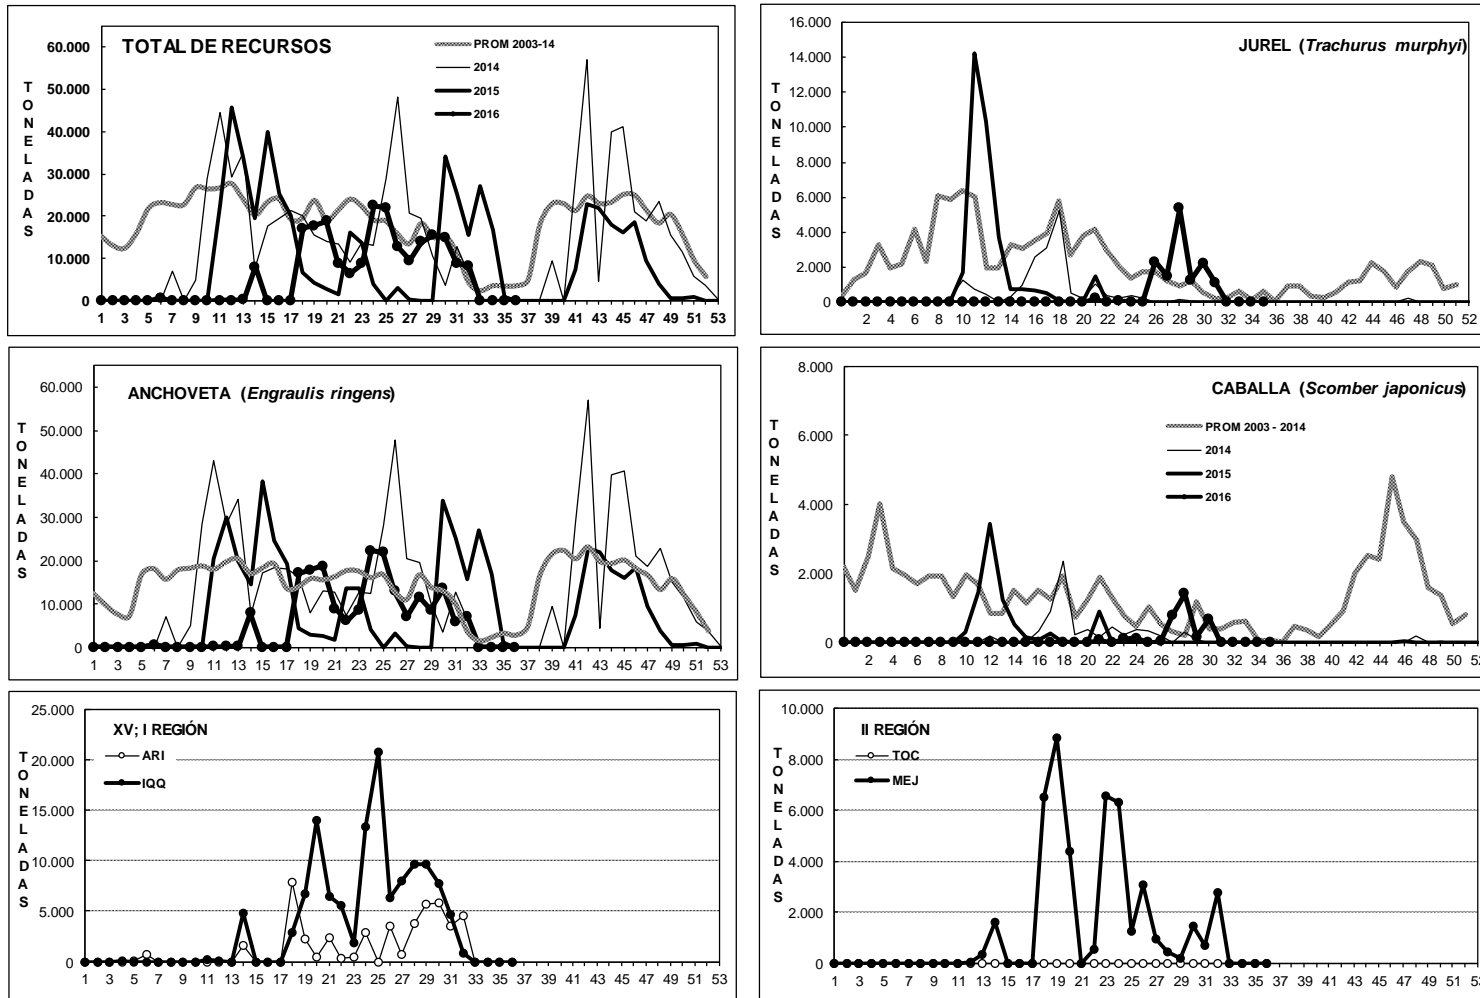 TOTAL DE RECURSOS
PROM 2003-14
2014
2015
2016
TONELADAS
60.000
50.000
40.000
30.000
20.000
10.000
0
1 3 5 7 9 11 13 15 17 19 21 23 25 27 29 31 33 35 37 39 41 43 45 47 49 51 53
JUREL (Trachurus murphyi)
TONELADAS
16.000
14.000
12.000
10.000
8.000
6.000
4.000
2.000
0
2 4 6 8 10 12 14 16 18 20 22 24 26 28 30 32 34 36 38 40 42 44 46 48 50 52
ANCHOVETA (Engraulis ringens)
TONELADAS
60.000
50.000
40.000
30.000
20.000
10.000
0
1 3 5 7 9 11 13 15 17 19 21 23 25 27 29 31 33 35 37 39 41 43 45 47 49 51 53
CABALLA (Scomber japonicus)
PROM 2003 - 2014
2014
2015
2016
TONELADAS
8.000
6.000
4.000
2.000
0
2 4 6 8 10 12 14 16 18 20 22 24 26 28 30 32 34 36 38 40 42 44 46 48 50 52
XV; I REGIÓN
ARI
IQQ
TONELADAS
25.000
20.000
15.000
10.000
5.000
0
1 3 5 7 9 11 13 15 17 19 21 23 25 27 29 31 33 35 37 39 41 43 45 47 49 51 53
II REGIÓN
TOC
MEJ
TONELADAS
10.000
8.000
6.000
4.000
2.000
0
1 3 5 7 9 11 13 15 17 19 21 23 25 27 29 31 33 35 37 39 41 43 45 47 49 51 53